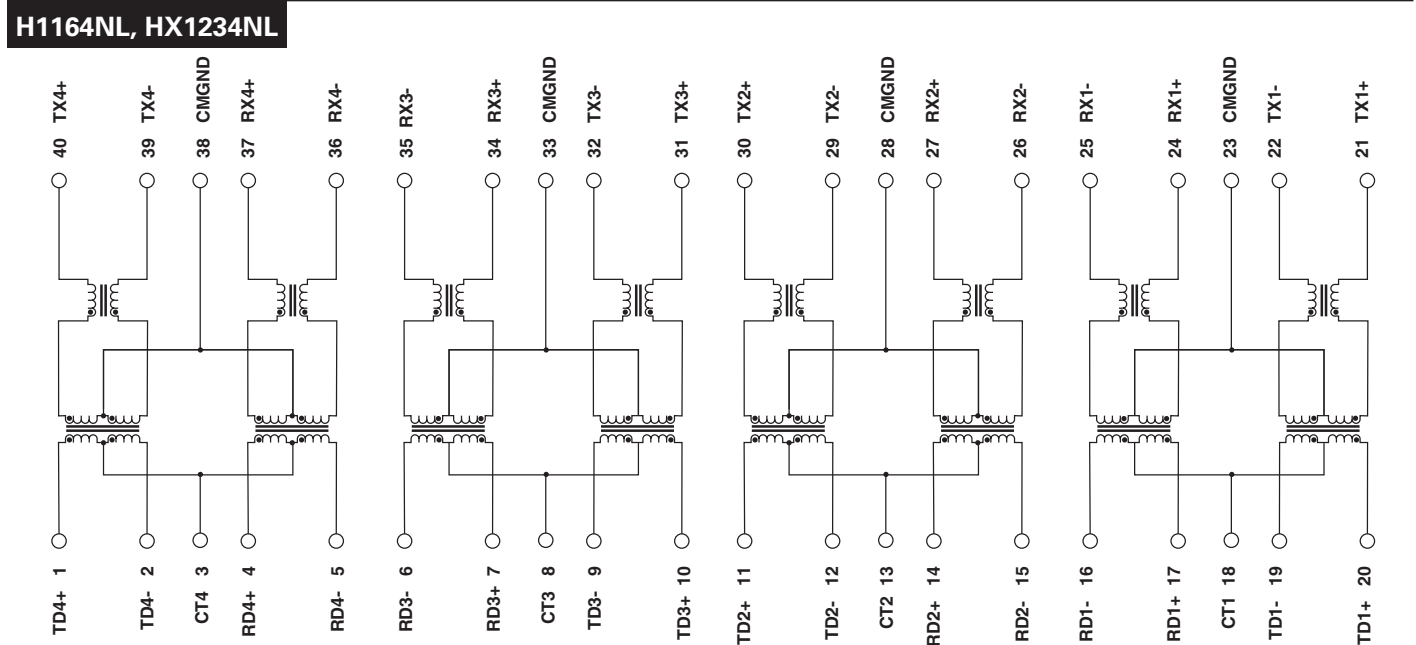 H1164NL, HX1234NL
40 TX4+
39 TX4-
38 CMGND
37 RX4+
36 RX4-
35 RX3-
34 RX3+
33 CMGND
32 TX3-
31 TX3+
30 TX2+
29 TX2-
28 CMGND
27 RX2+
26 RX2-
25 RX1-
24 RX1+
23 CMGND
22 TX1-
21 TX1+
TD4+ 1
TD4- 2
CT4 3
RD4+ 4
RD4- 5
RD3- 6
RD3+ 7
CT3 8
TD3- 9
TD3+ 10
TD2+ 11
TD2- 12
CT2 13
RD2+ 14
RD2- 15
RD1- 16
RD1+ 17
CT1 18
TD1- 19
TD1+ 20